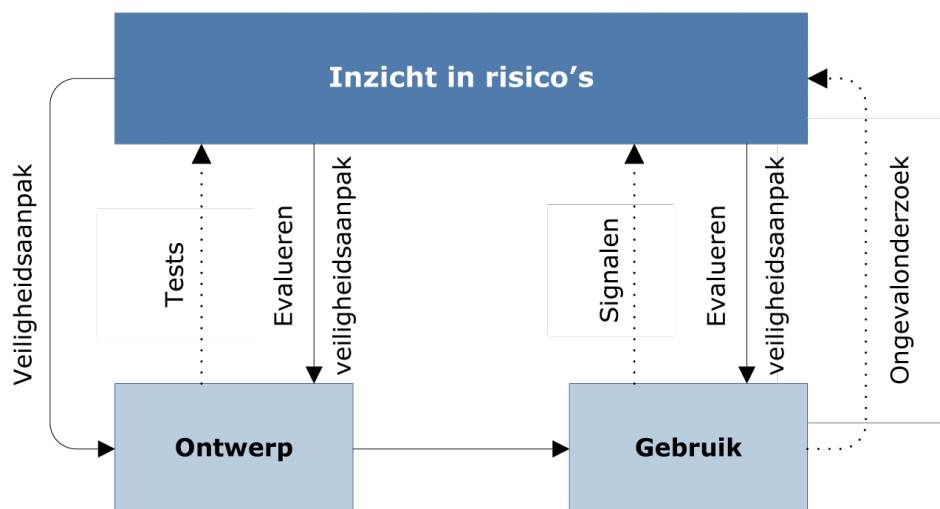 Inzicht in risico’s
Veiligheidsaanpak
Tests
Evalueren
veiligheidsaanpak
Signalen
Evalueren
veiligheidsaanpak
Ongevalonderzoek
Ontwerp
Gebruik